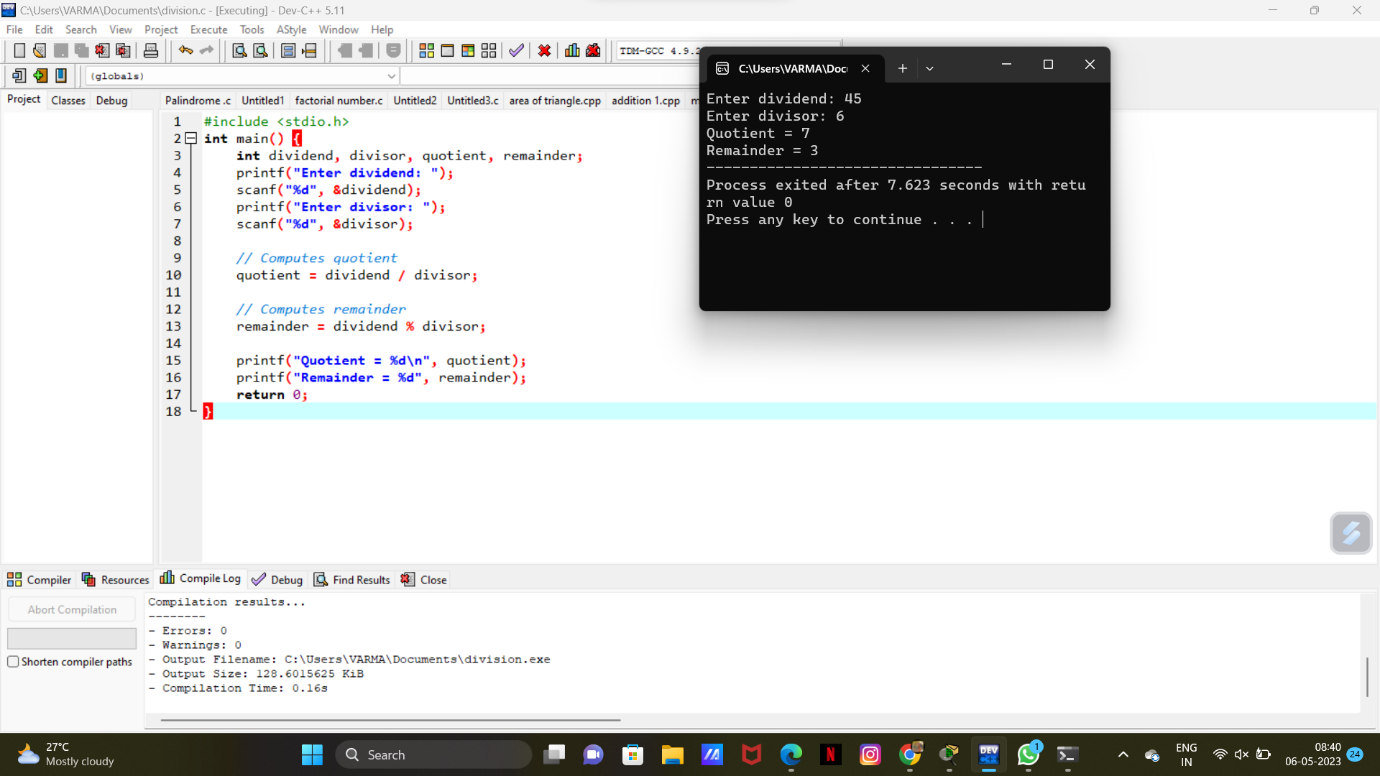 C:\Users\VARMA\Documents\division.c - [Executing] - Dev-C++ 5.11
File Edit Search View Project Execute Tools AStyle Window Help
TDM-GCC 4.9.2
(globals)
Project Classes Debug
Palindrome .c Untitled1 factorial number.c Untitled2 Untitled3.c area of triangle.cpp addition 1.cpp
1 #include <stdio.h>
2 int main() {
3 int dividend, divisor, quotient, remainder;
4 printf("Enter dividend: ");
5 scanf("%d", &dividend);
6 printf("Enter divisor: ");
7 scanf("%d", &divisor);
8
9 // Computes quotient
10 quotient = dividend / divisor;
11
12 // Computes remainder
13 remainder = dividend % divisor;
14
15 printf("Quotient = %d\n", quotient);
16 printf("Remainder = %d", remainder);
17 return 0;
18 }
C:\Users\VARMA\Doc
Enter dividend: 45
Enter divisor: 6
Quotient = 7
Remainder = 3
--------------------------------
Process exited after 7.623 seconds with retu
rn value 0
Press any key to continue . . .
Compiler Resources Compile Log Debug Find Results Close
Abort Compilation
Shorten compiler paths
Compilation results...
--------
- Errors: 0
- Warnings: 0
- Output Filename: C:\Users\VARMA\Documents\division.exe
- Output Size: 128.6015625 KiB
- Compilation Time: 0.16s
27°C
Mostly cloudy
Search
DEV
1
ENG
IN
08:40
06-05-2023
24